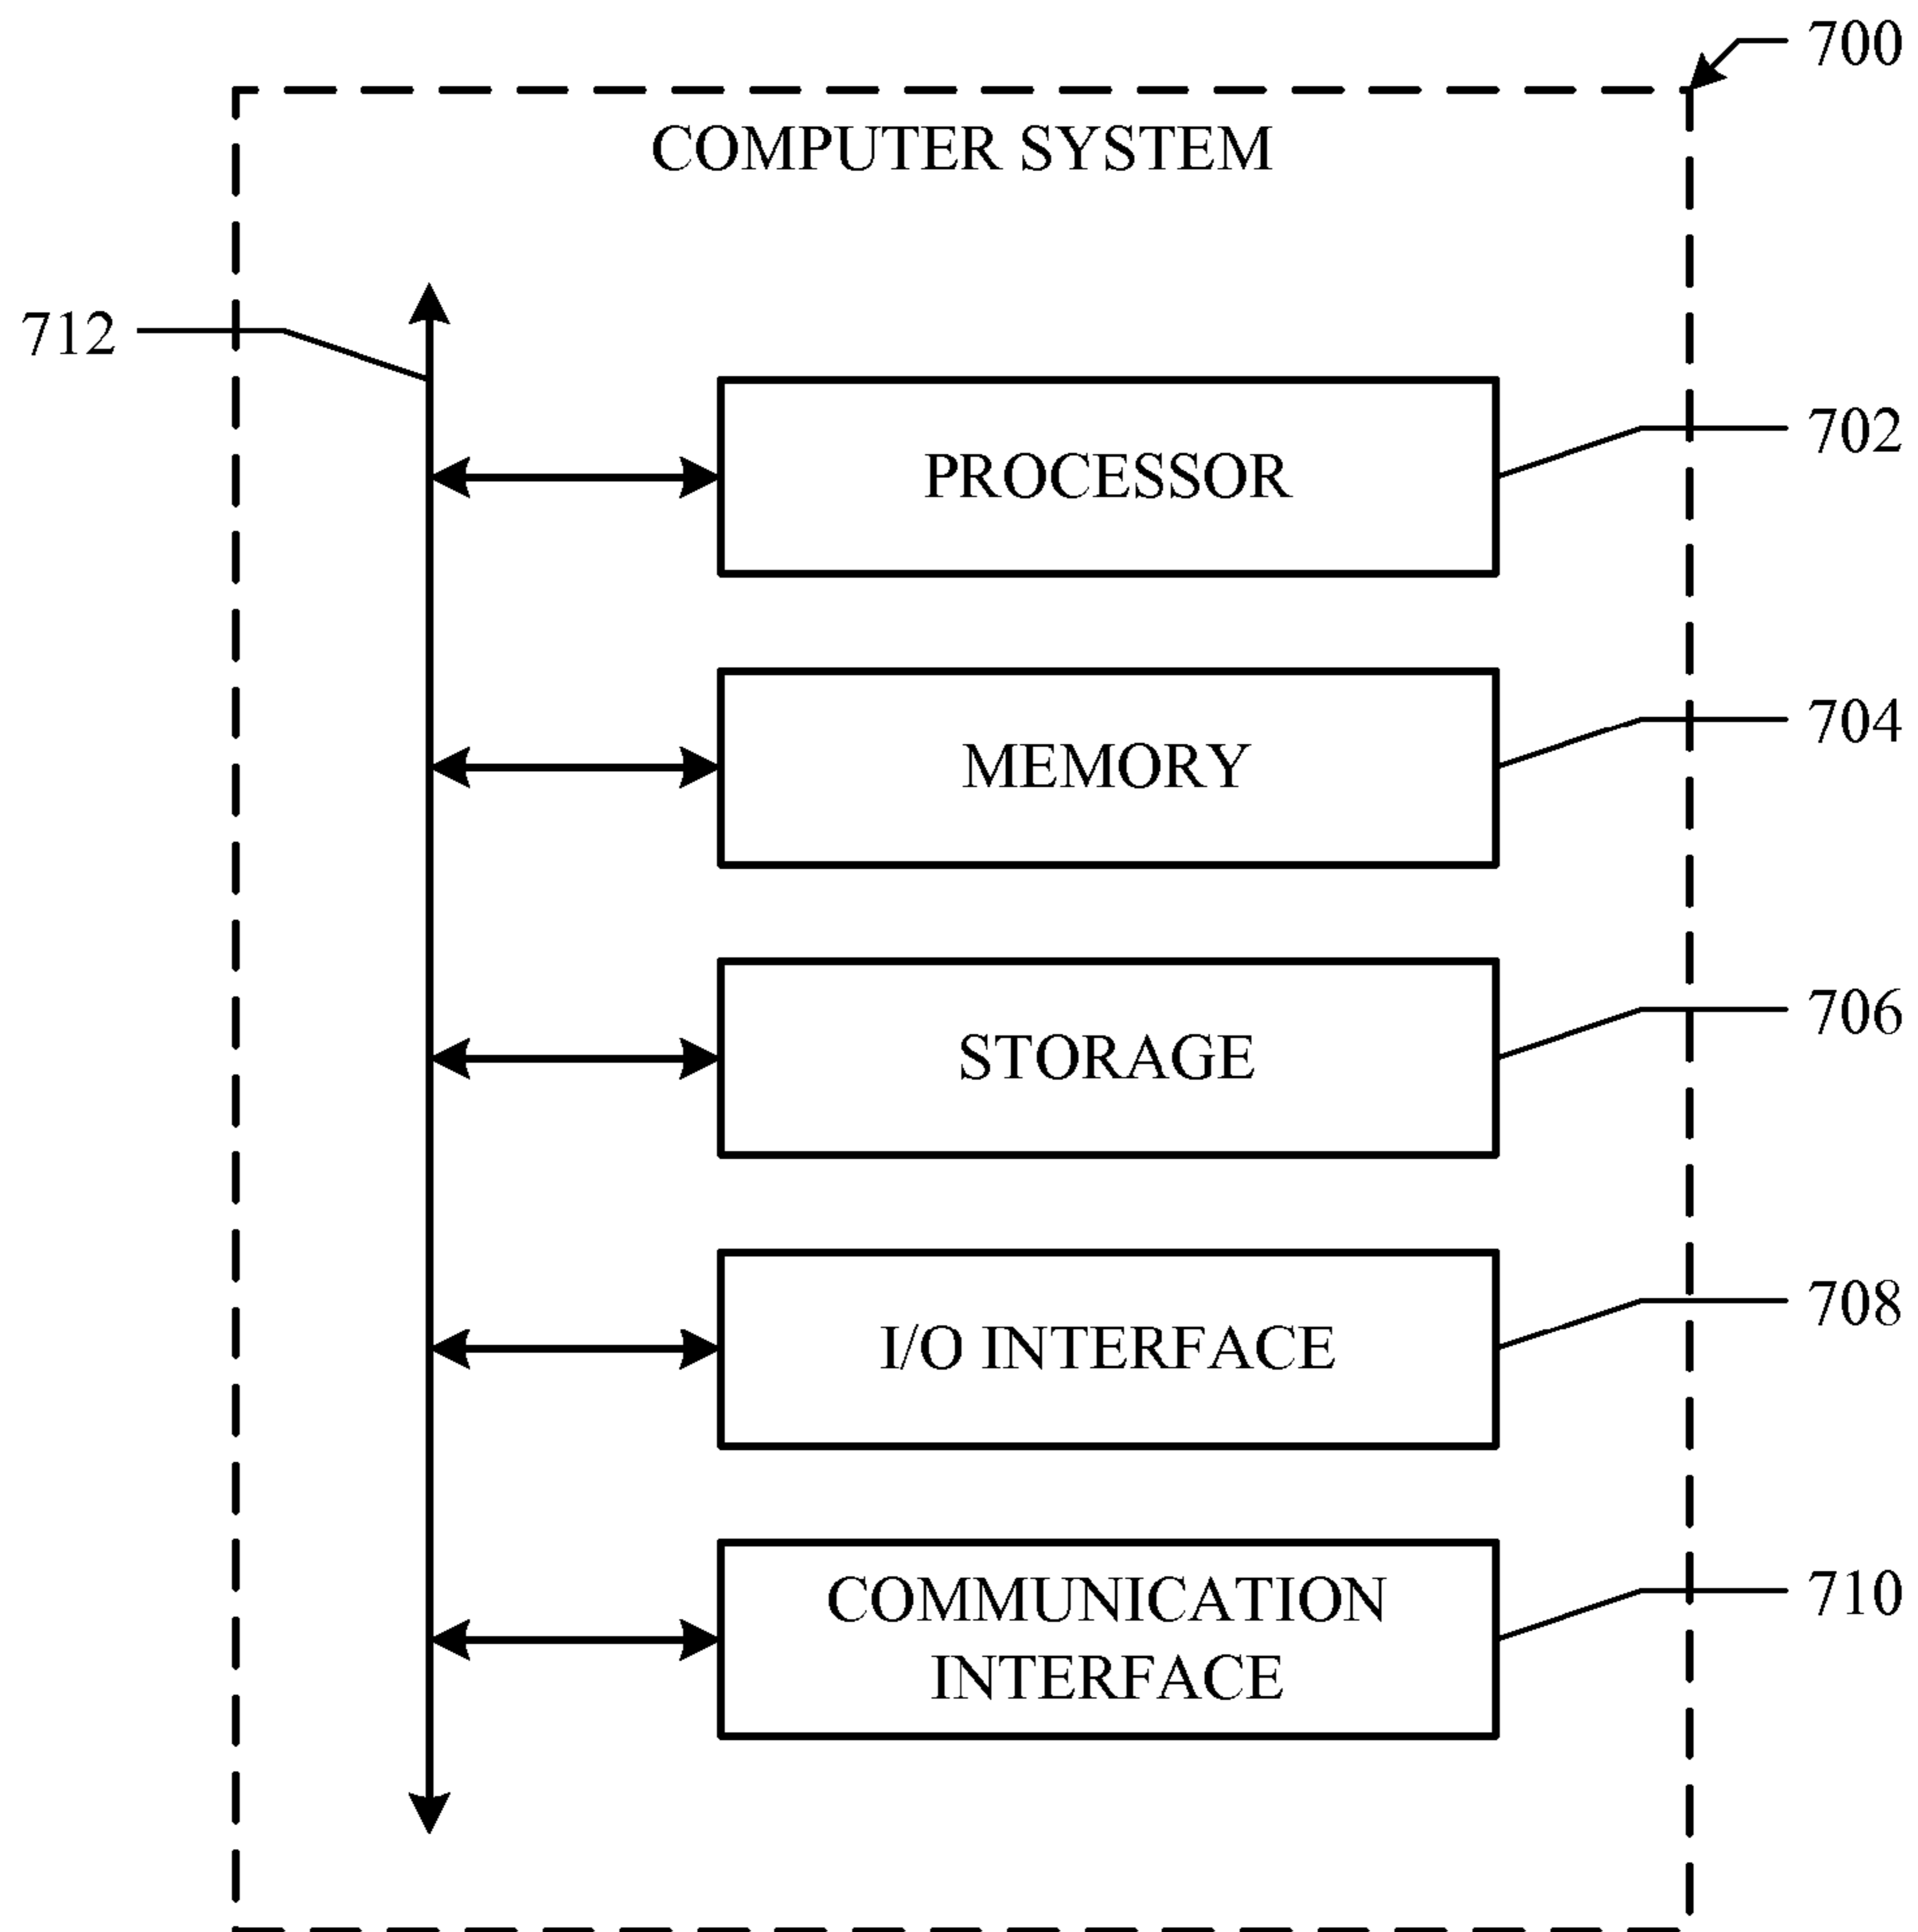 700
COMPUTER SYSTEM
712
PROCESSOR
702
MEMORY
704
STORAGE
706
I/O INTERFACE
708
COMMUNICATION
INTERFACE
710